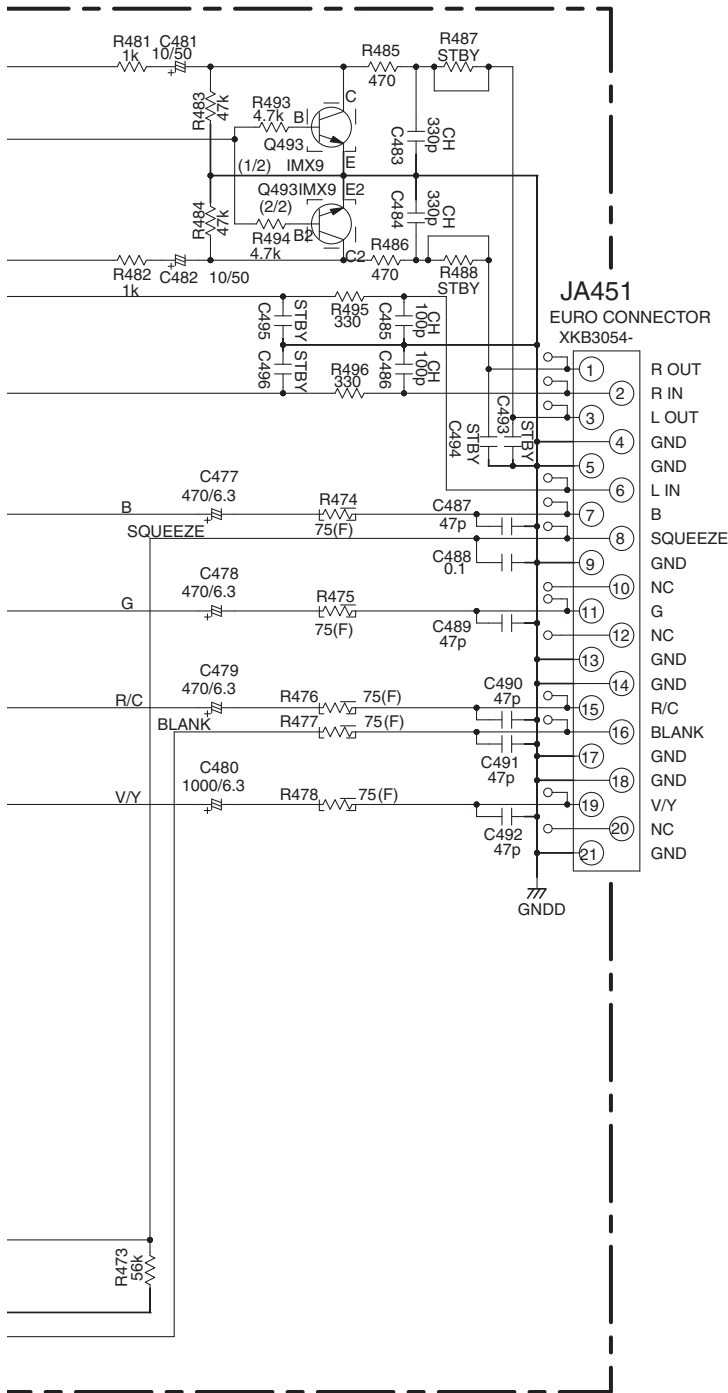 R481
1k
C481
10/50
R485
470
R487
STBY
R483
47k
R493
4.7k
B
C
Q493
(1/2)
IMX9
E
C483
330p
CH
Q493IMX9
(2/2)
E2
R484
47k
B2
R494
4.7k
C2
C484
330p
CH
R486
470
R488
STBY
R482
1k
C482
10/50
C495
STBY
R495
330
C485
100p
CH
C496
STBY
R496
330
C486
100p
CH
C494
STBY
C493
STBY
JA451
EURO CONNECTOR
XKB3054-
1 R OUT
2 R IN
3 L OUT
4 GND
5 GND
6 L IN
7 B
8 SQUEEZE
9 GND
10 NC
11 G
12 NC
13 GND
14 GND
15 R/C
16 BLANK
17 GND
18 GND
19 V/Y
20 NC
21 GND
B
C477
470/6.3
R474
75(F)
C487
47p
SQUEEZE
C488
0.1
G
C478
470/6.3
R475
75(F)
C489
47p
R/C
C479
470/6.3
R476
75(F)
C490
47p
BLANK
R477
75(F)
C491
47p
V/Y
C480
1000/6.3
R478
75(F)
C492
47p
GNDD
R473
56k